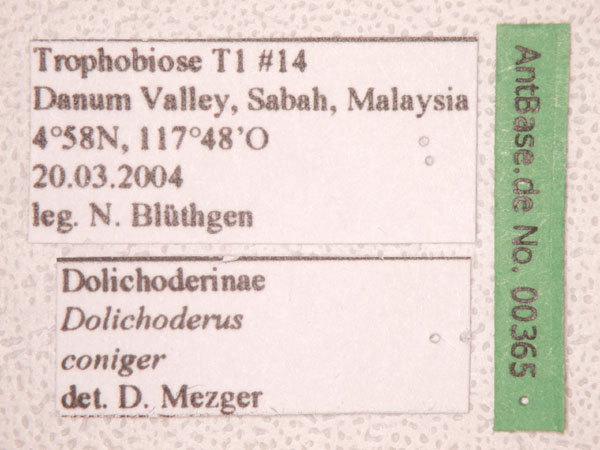 Trophobiose T1 #14
Danum Valley, Sabah, Malaysia
4°58N, 117°48'O
20.03.2004
leg. N. Blüthgen
Dolichoderinae
Dolichoderus
coniger
det. D. Mezger
AntBase.de No. 00365